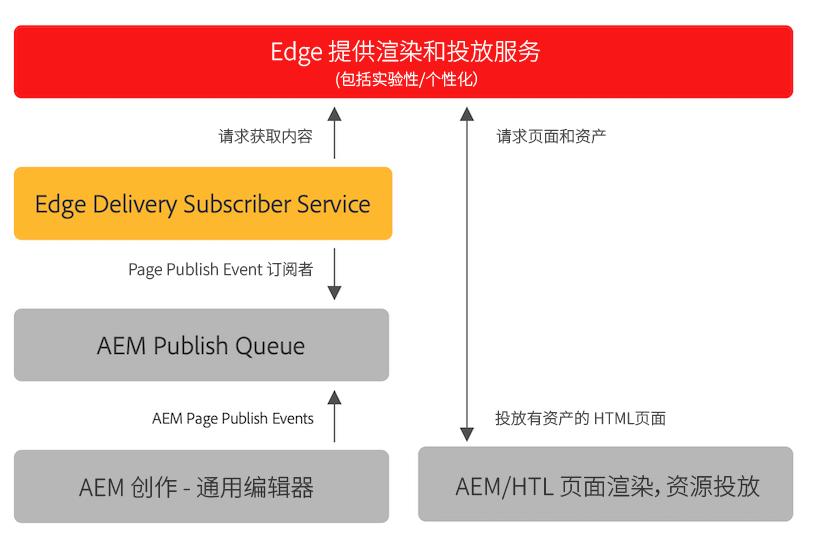 Edge 提供渲染和投放服务
(包括实验性/个性化)
请求获取内容
请求页面和资产
Edge Delivery Subscriber Service
Page Publish Event 订阅者
AEM Publish Queue
AEM Page Publish Events
投放有资产的 HTML页面
AEM 创作 - 通用编辑器
AEM/HTL 页面渲染，资源投放